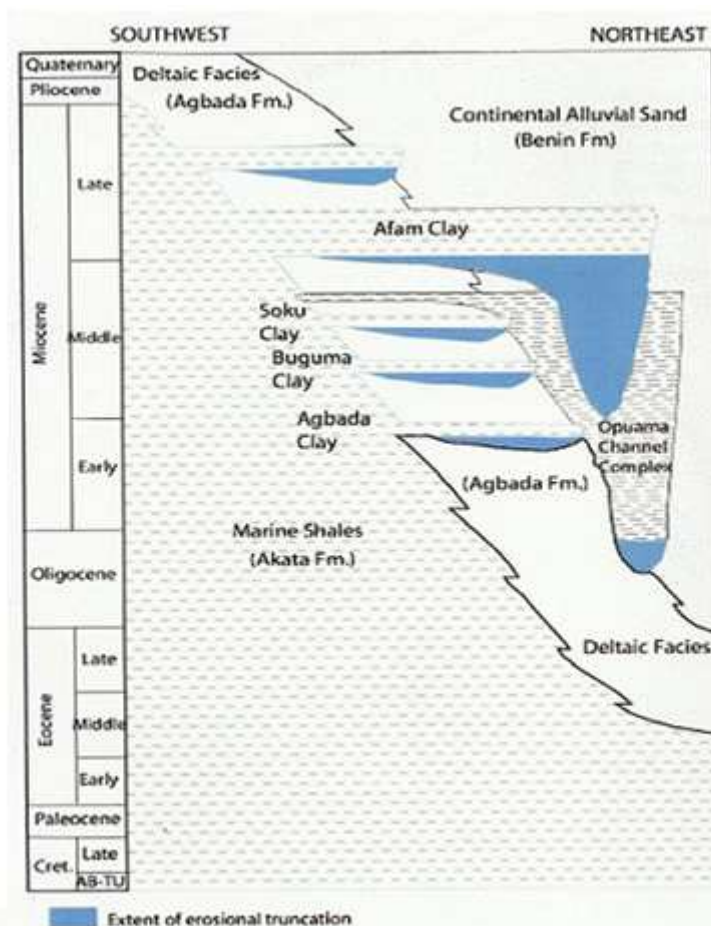 SOUTHWEST
NORTHEAST
Quaternary
Pliocene
Miocene
Late
Middle
Early
Oligocene
Eocene
Late
Middle
Early
Paleocene
Cret.
Late
AB-TU
Deltaic Facies
(Agbada Fm.)
Continental Alluvial Sand
(Benin Fm)
Afam Clay
Soku
Clay
Buguma
Clay
Agbada
Clay
Opuama
Channel
Complex
(Agbada Fm.)
Marine Shales
(Akata Fm.)
Deltaic Facies
Extent of erosional truncation